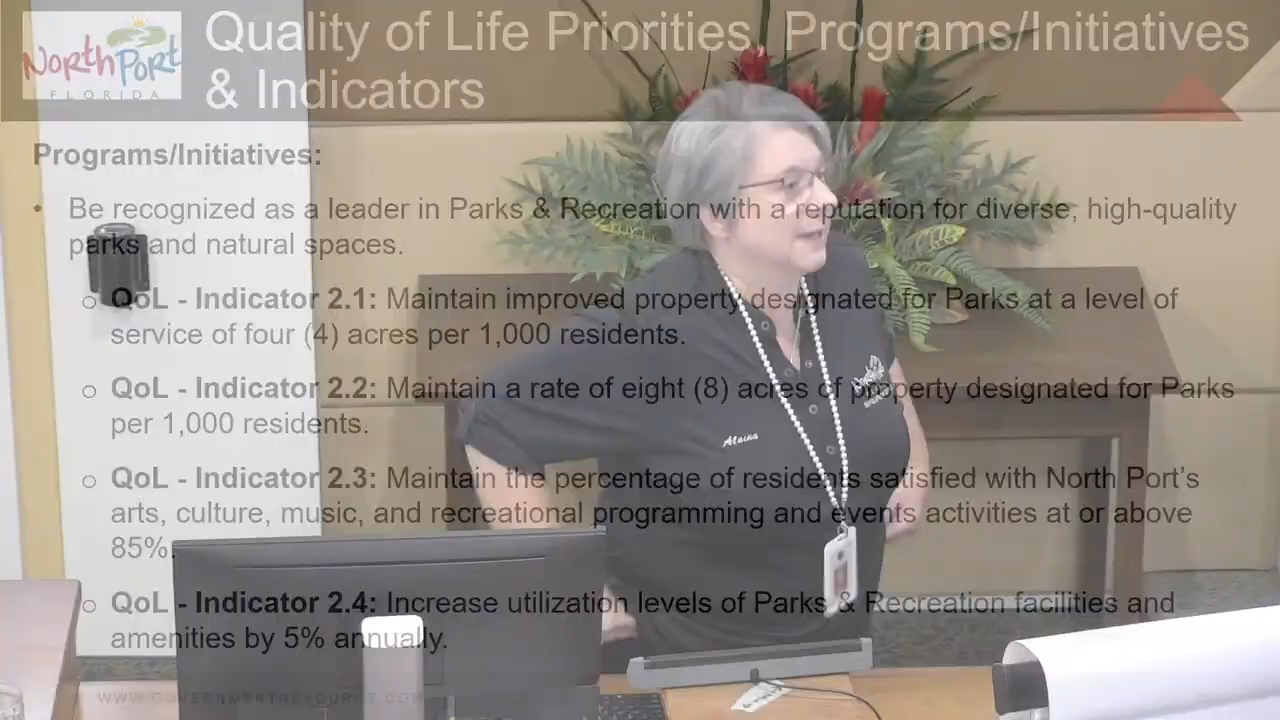 North Port
FLORIDA
Quality of Life Priorities, Programs/Initiatives
& Indicators
Programs/Initiatives:
• Be recognized as a leader in Parks & Recreation with a reputation for diverse, high-quality
parks and natural spaces.
o QoL - Indicator 2.1: Maintain improved property designated for Parks at a level of
service of four (4) acres per 1,000 residents.
o QoL - Indicator 2.2: Maintain a rate of eight (8) acres of property designated for Parks
per 1,000 residents.
o QoL - Indicator 2.3: Maintain the percentage of residents satisfied with North Port's
arts, culture, music, and recreational programming and events activities at or above
85%.
o QoL - Indicator 2.4: Increase utilization levels of Parks & Recreation facilities and
amenities by 5% annually.
Alaina